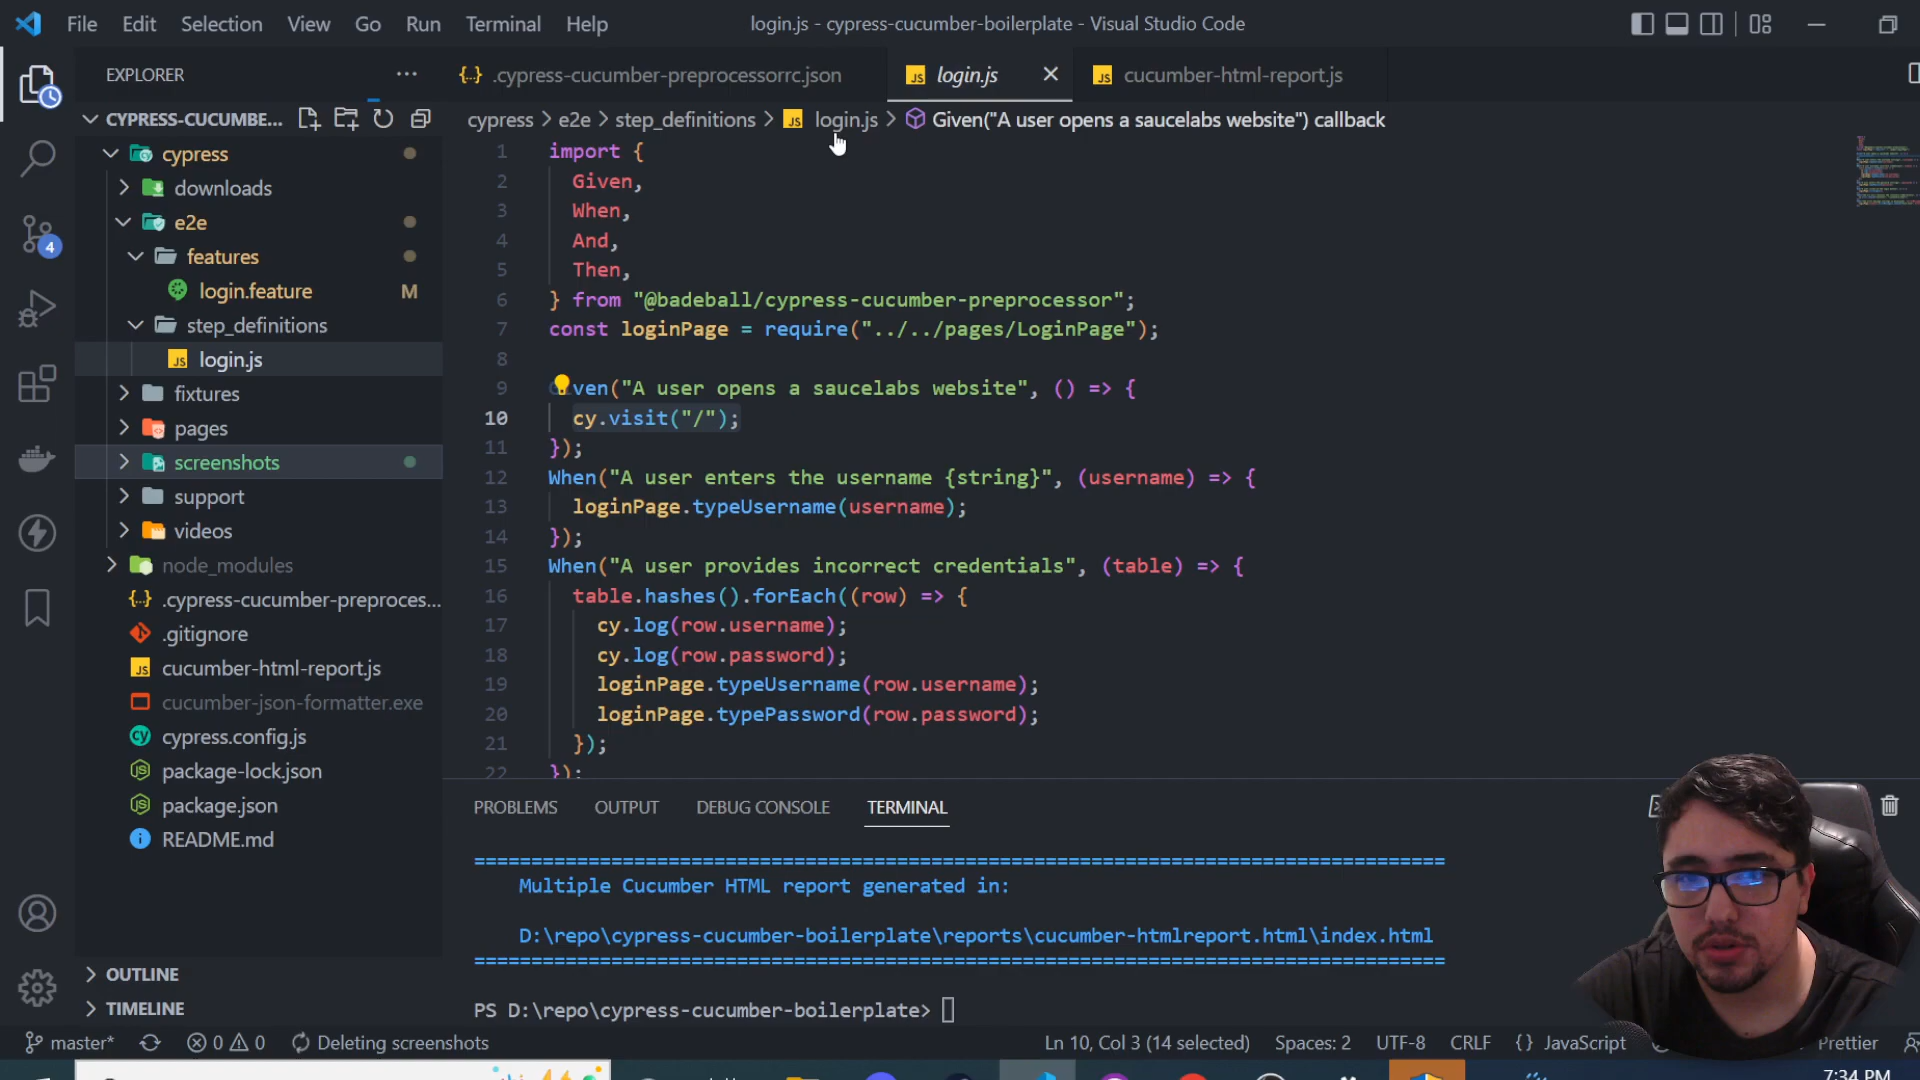 File Edit Selection View Go Run Terminal Help
login.js - cypress-cucumber-boilerplate - Visual Studio Code
EXPLORER
.cypress-cucumber-preprocessorrc.json
login.js
cucumber-html-report.js
CYPRESS-CUCUMBE...
cypress > e2e > step_definitions > login.js > Given("A user opens a saucelabs website") callback
cypress
downloads
e2e
features
login.feature M
step_definitions
login.js
fixtures
pages
screenshots
support
videos
node_modules
.cypress-cucumber-preproces...
.gitignore
cucumber-html-report.js
cucumber-json-formatter.exe
cypress.config.js
package-lock.json
package.json
README.md
OUTLINE
TIMELINE
4
1 import {
2 Given,
3 When,
4 And,
5 Then,
6 } from "@badeball/cypress-cucumber-preprocessor";
7 const loginPage = require("../../pages/LoginPage");
8
9 ven("A user opens a saucelabs website", () => {
10 cy.visit("/");
11 });
12 When("A user enters the username {string}", (username) => {
13 loginPage.typeUsername(username);
14 });
15 When("A user provides incorrect credentials", (table) => {
16 table.hashes().forEach((row) => {
17 cy.log(row.username);
18 cy.log(row.password);
19 loginPage.typeUsername(row.username);
20 loginPage.typePassword(row.password);
21 });
22 });
PROBLEMS OUTPUT DEBUG CONSOLE TERMINAL
=====================================================================================
Multiple Cucumber HTML report generated in:
D:\repo\cypress-cucumber-boilerplate\reports\cucumber-htmlreport.html\index.html
=====================================================================================
PS D:\repo\cypress-cucumber-boilerplate>
master* 0 0 Deleting screenshots
Ln 10, Col 3 (14 selected) Spaces: 2 UTF-8 CRLF {} JavaScript Prettier
7:34 PM